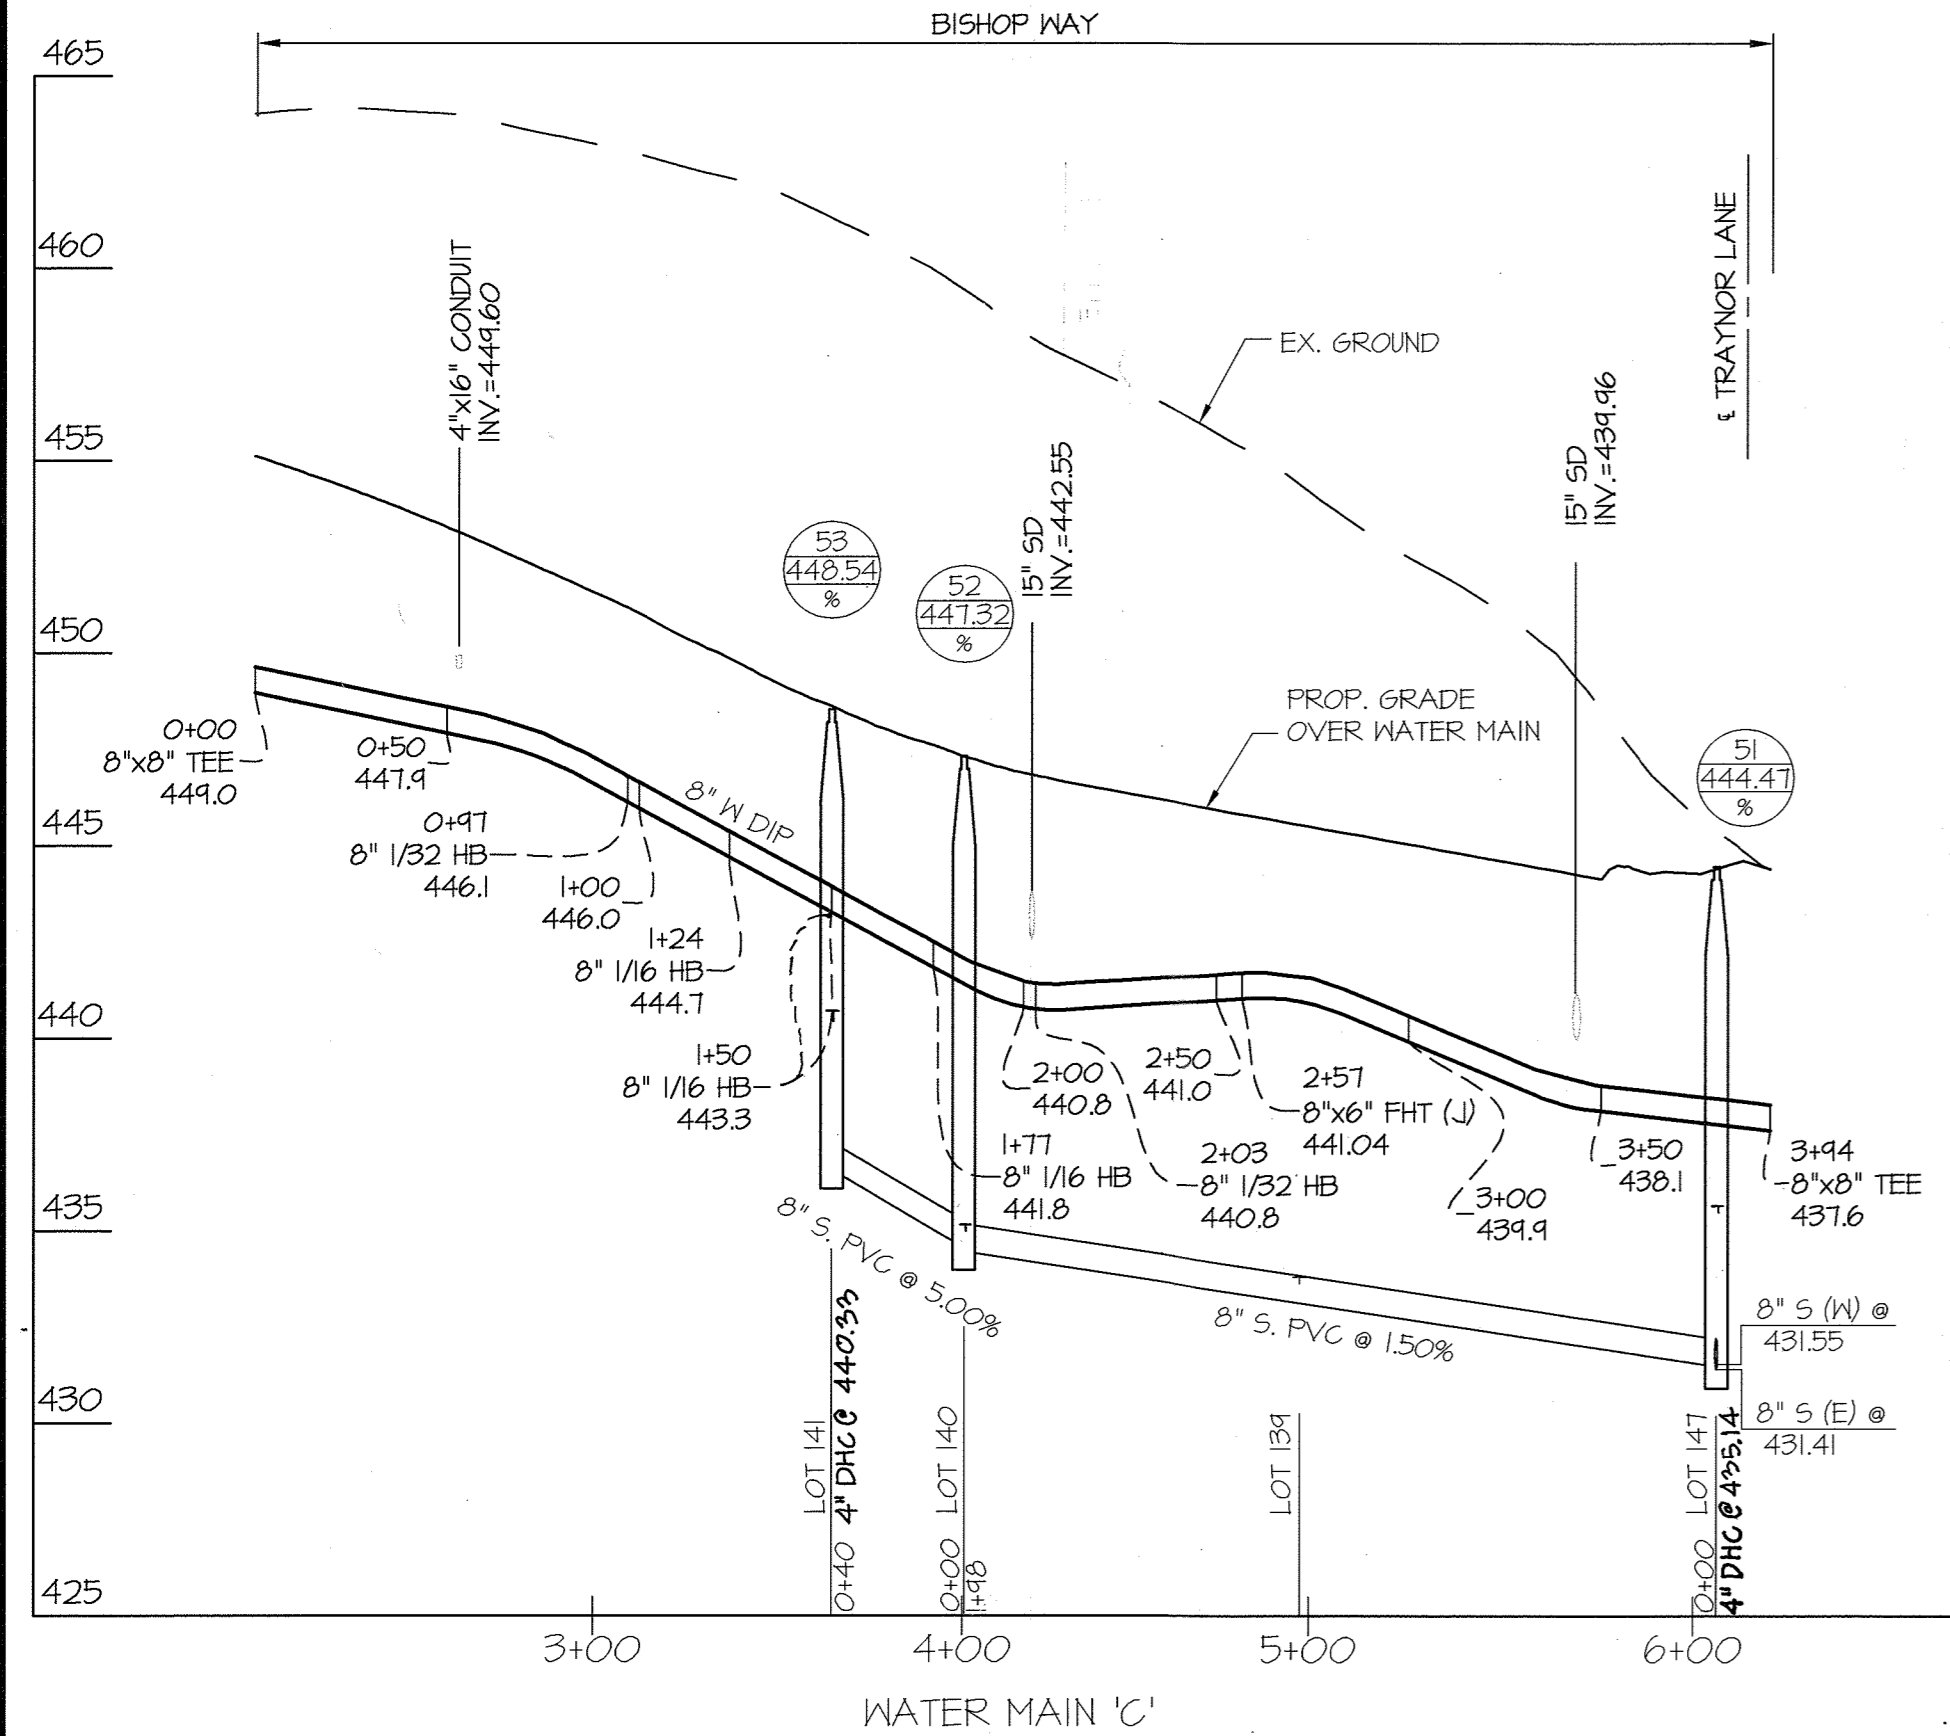 BISHOP WAY
465
460
455
450
445
440
435
430
425
4"x16" CONDUIT
INV.=449.60
EX. GROUND
℄ TRAYNOR LANE
15" SD
INV.=439.96
15" SD
INV.=442.55
53
448.54
%
52
447.32
%
PROP. GRADE
OVER WATER MAIN
51
444.47
%
0+00
8"x8" TEE
449.0
0+50
447.9
8" W DIP
0+97
8" 1/32 HB
446.1
1+00
446.0
1+24
8" 1/16 HB
444.7
1+50
8" 1/16 HB
443.3
1+77
8" 1/16 HB
441.8
2+00
440.8
2+03
8" 1/32 HB
440.8
2+50
441.0
2+57
8"x6" FHT (J)
441.04
3+00
439.9
3+50
438.1
3+94
8"x8" TEE
437.6
8" S. PVC @ 5.00%
8" S. PVC @ 1.50%
8" S (W) @
431.55
8" S (E) @
431.41
LOT 141
0+40 4" DHC @ 440.33
0+00 LOT 140
1+98
LOT 139
0+00 LOT 147
4" DHC @ 435.14
3+00
4+00
5+00
6+00
WATER MAIN 'C'